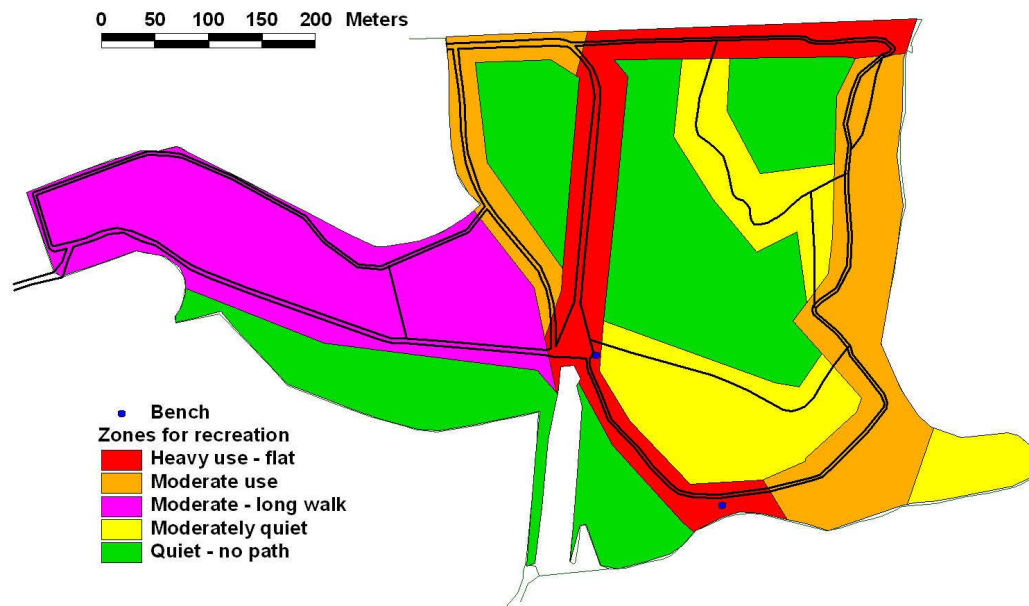 0 50 100 150 200 Meters
Bench
Zones for recreation
Heavy use - flat
Moderate use
Moderate - long walk
Moderately quiet
Quiet - no path